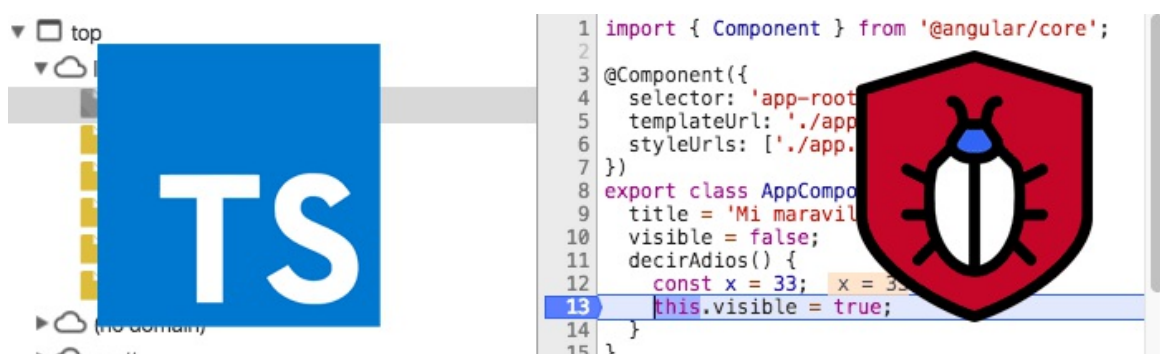 top
TS
(no domain)
1 import { Component } from '@angular/core';
2
3 @Component({
4 selector: 'app-root
5 templateUrl: './app
6 styleUrls: ['./app.
7 })
8 export class AppCompo
9 title = 'Mi maravil
10 visible = false;
11 decirAdios() {
12 const x = 33; x = 33
13 this.visible = true;
14 }
15 }